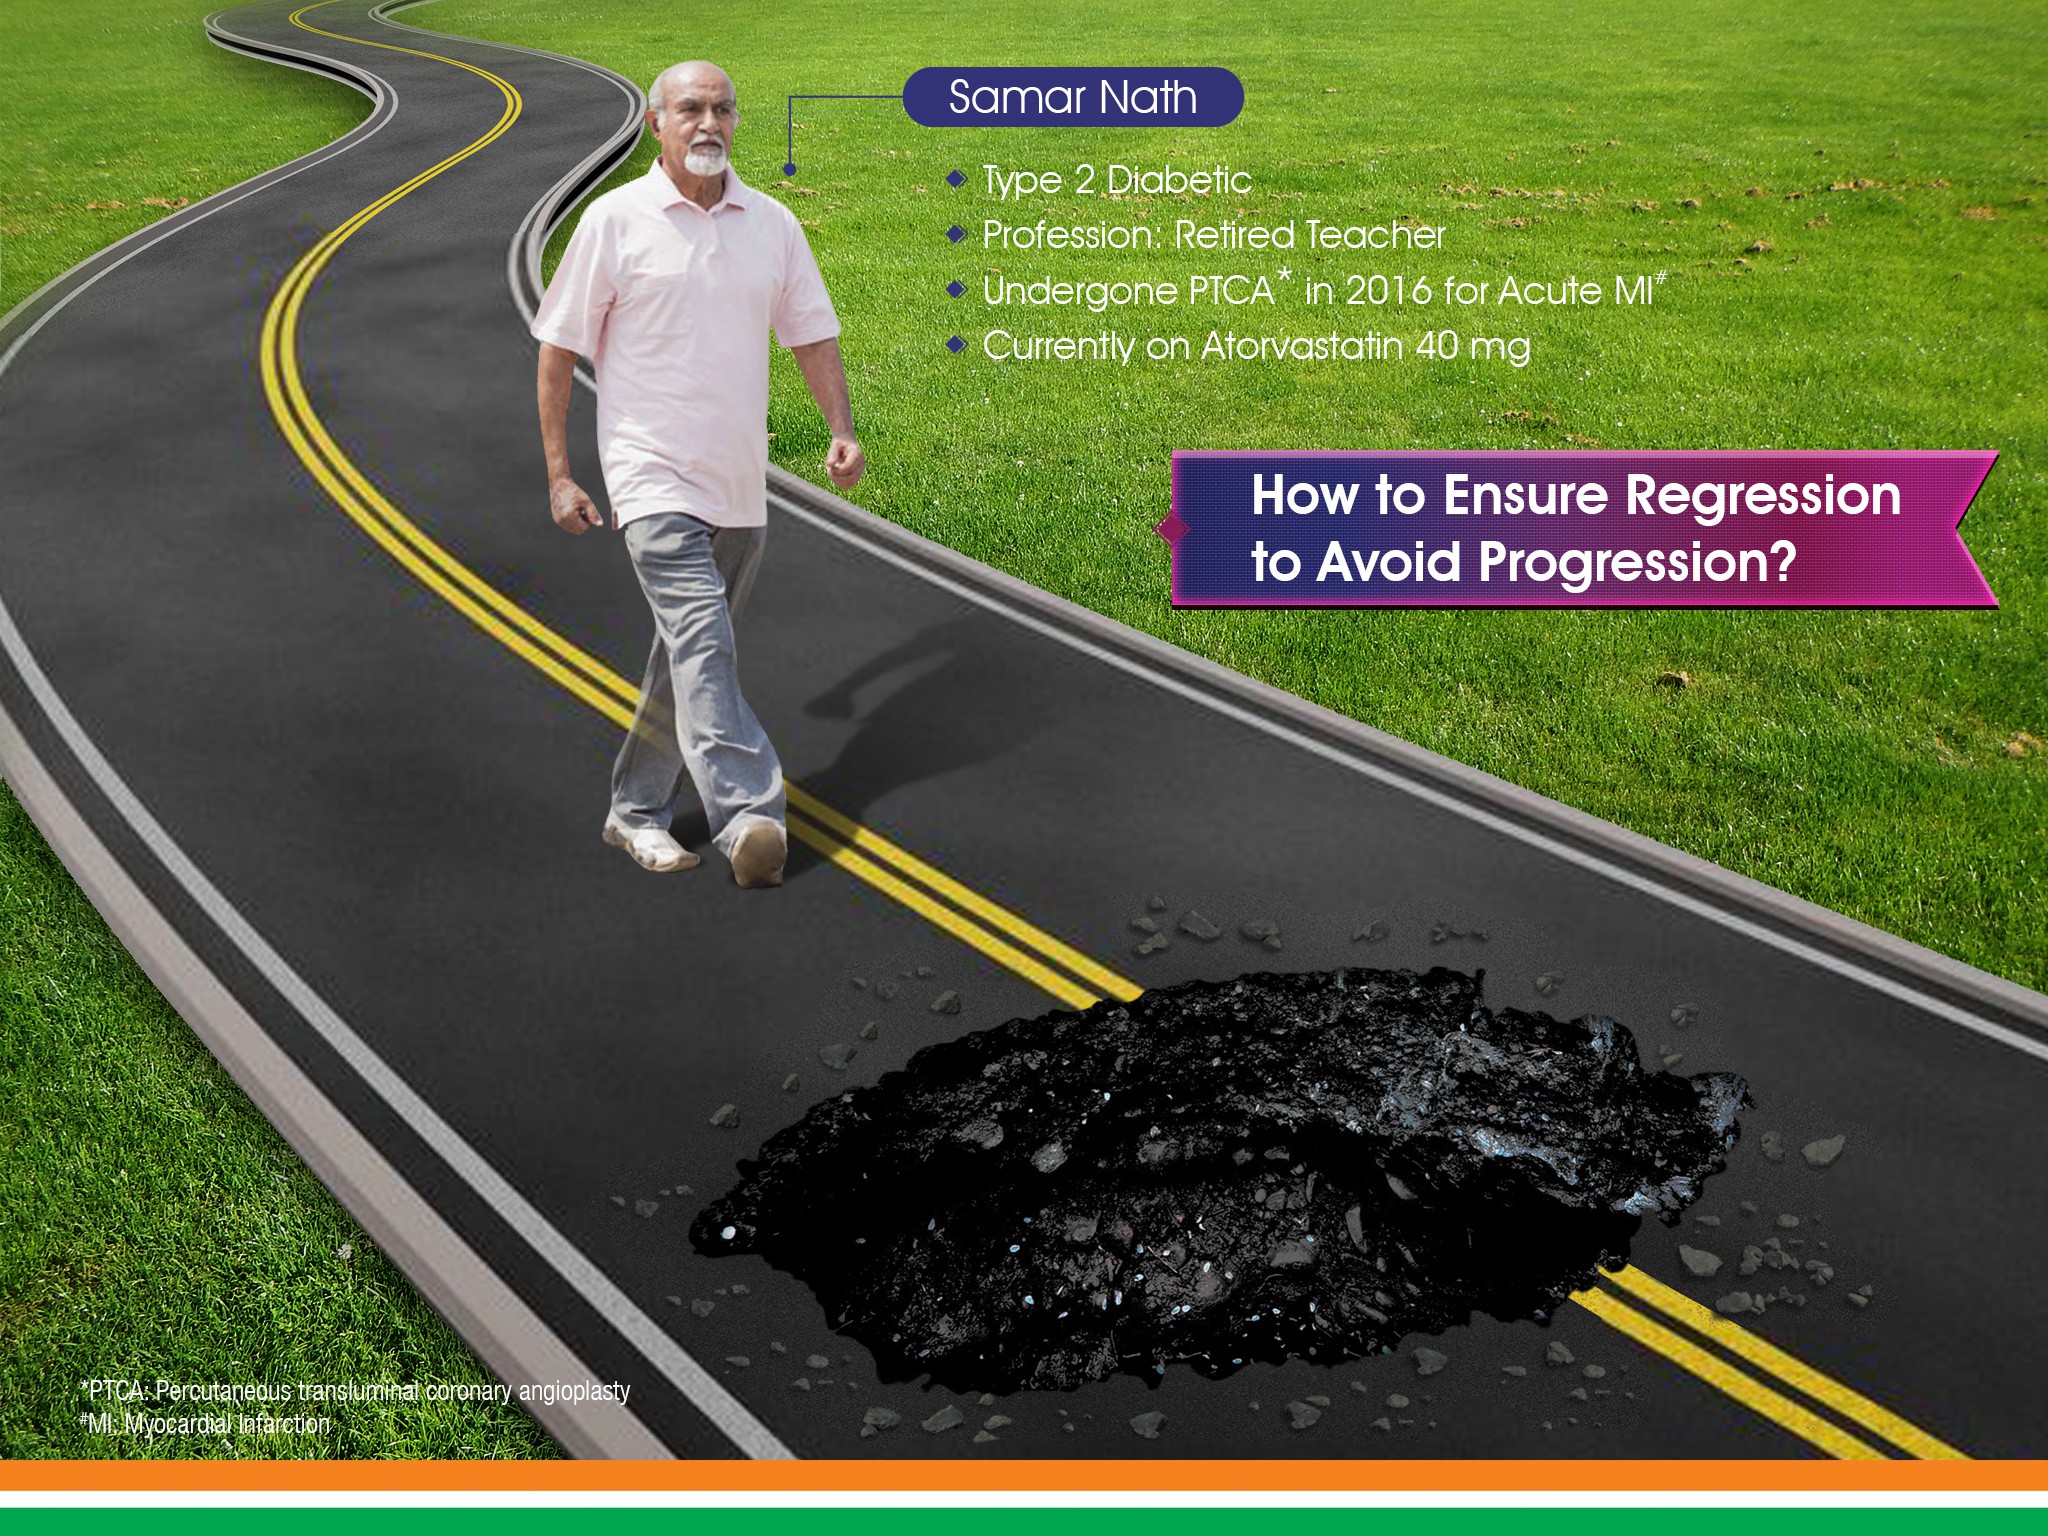 Samar Nath
Type 2 Diabetic
Profession: Retired Teacher
Undergone PTCA* in 2016 for Acute MI#
Currently on Atorvastatin 40 mg
How to Ensure Regression
to Avoid Progression?
*PTCA: Percutaneous transluminal coronary angioplasty
#MI: Myocardial Infarction